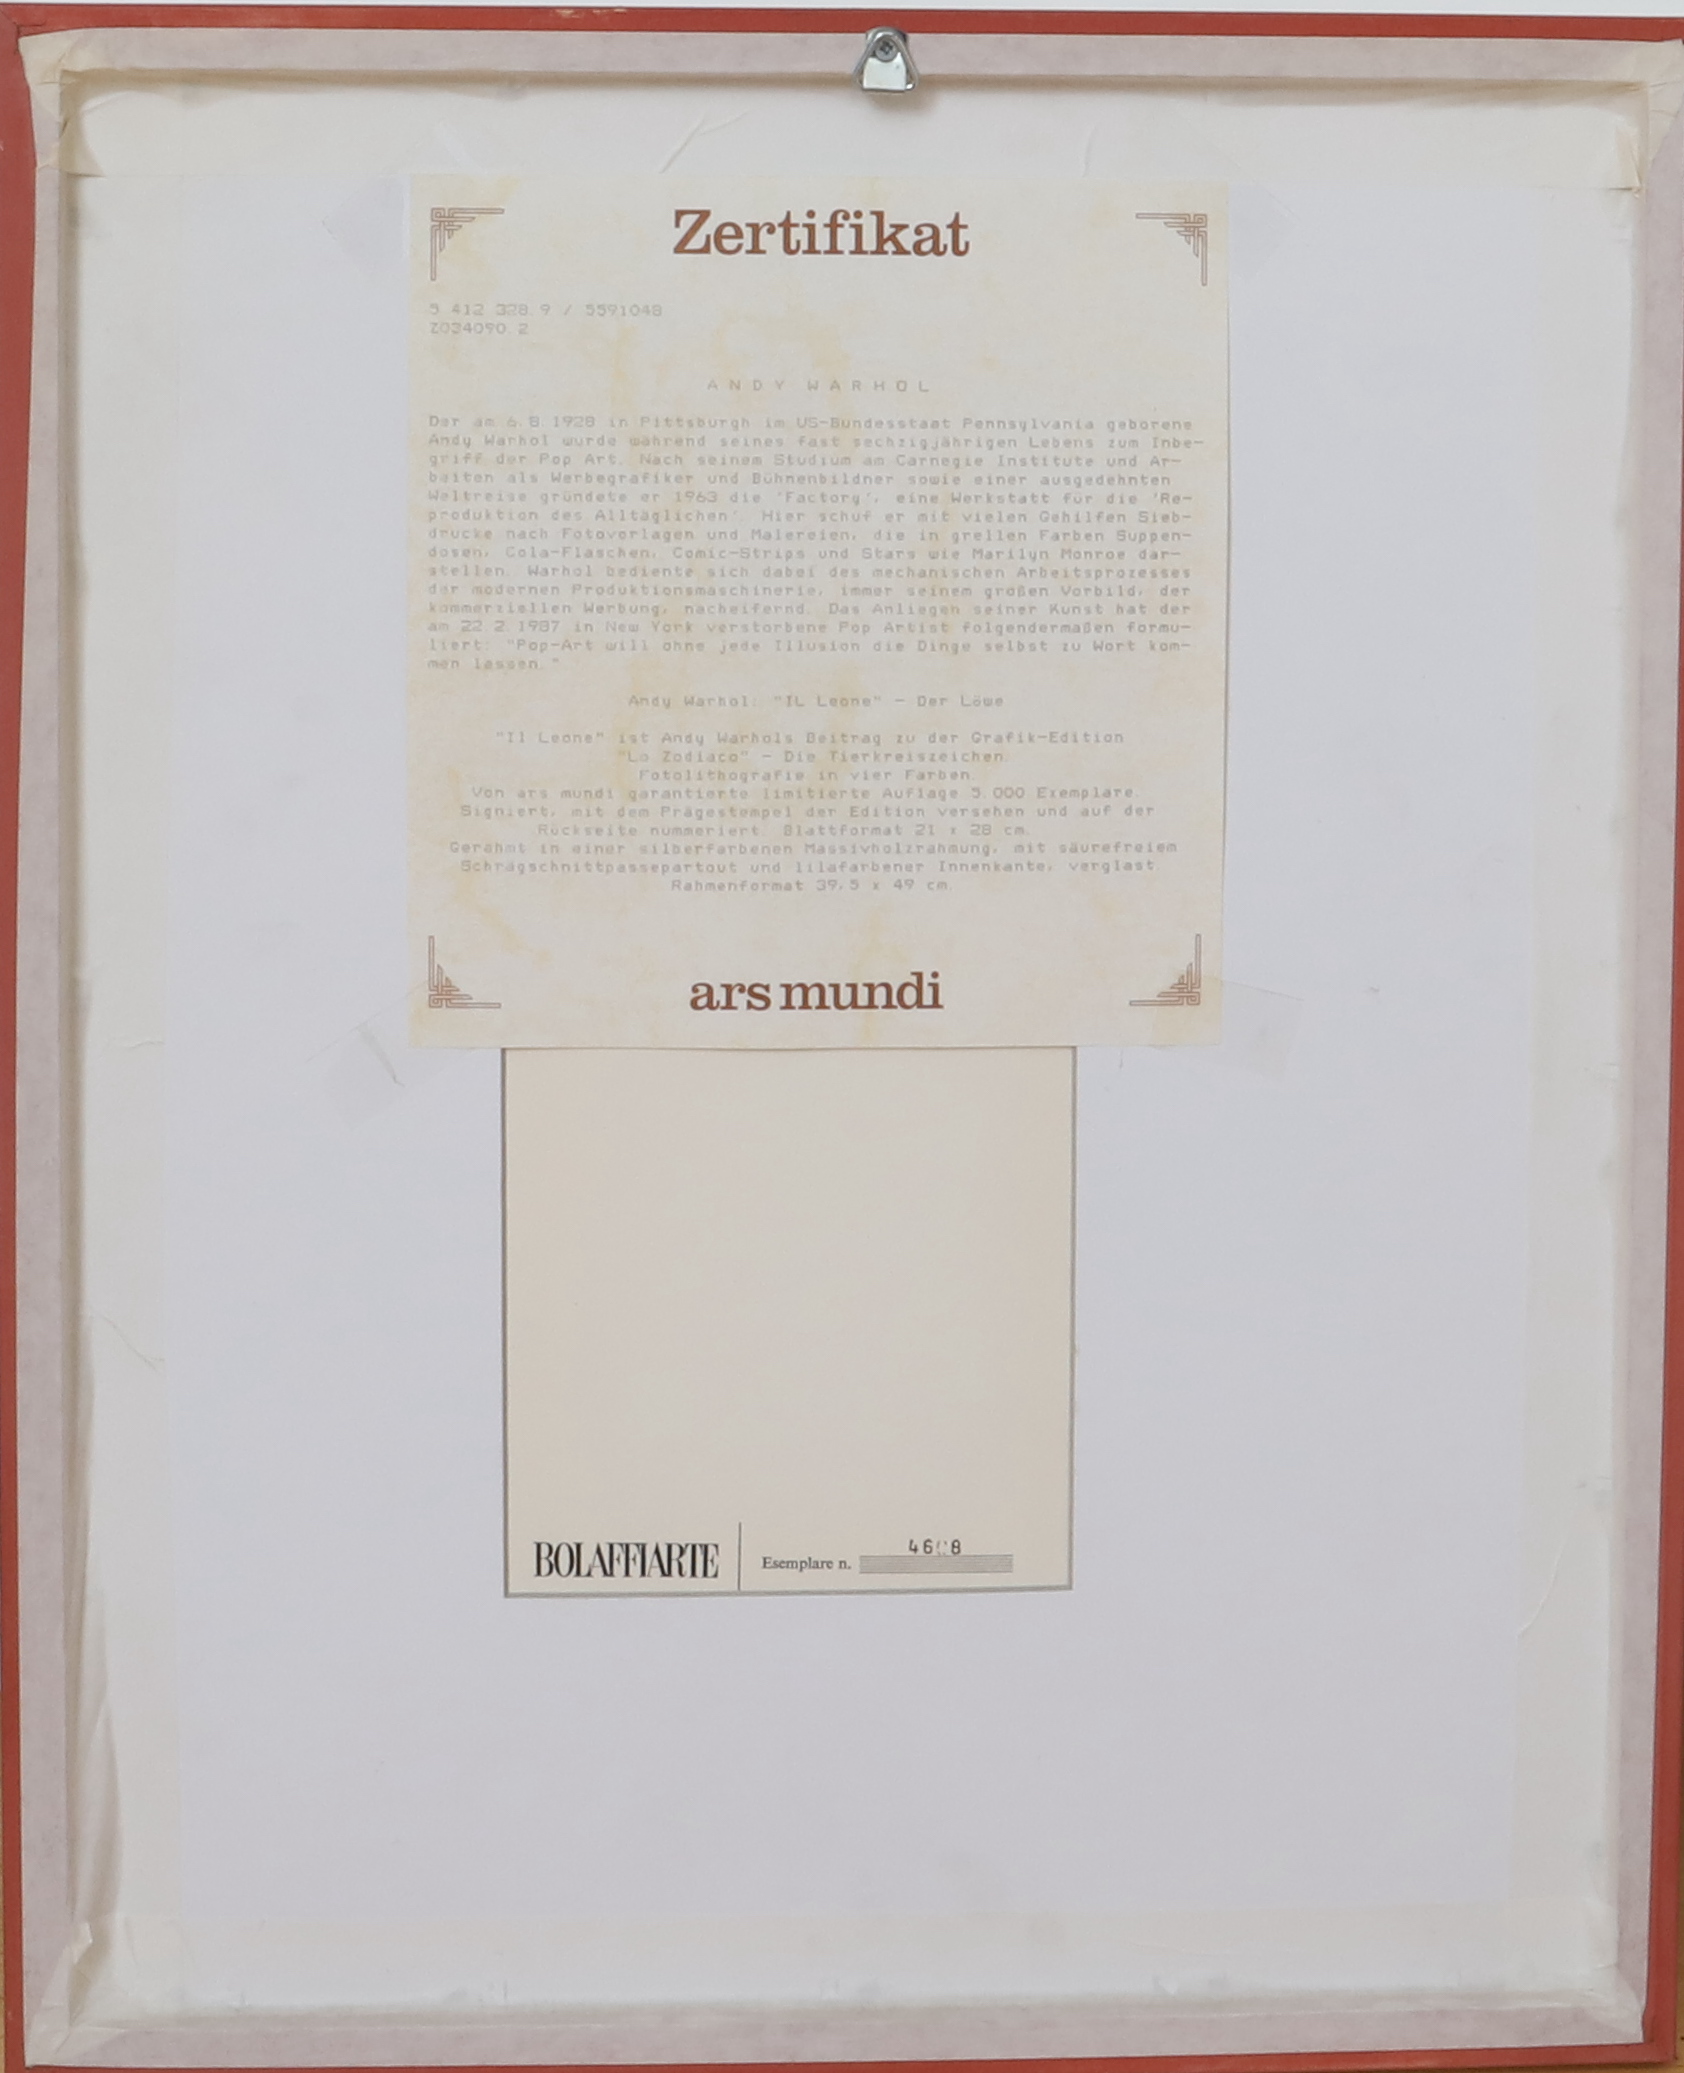 Zertifikat
5 412 328.9 / 5591048
Z034090.2
ANDY WARHOL
Der am 6.8.1928 in Pittsburgh im US-Bundesstaat Pennsylvania geborene
Andy Warhol wurde während seines fast sechzigjährigen Lebens zum Inbe-
griff der Pop Art. Nach seinem Studium am Carnegie Institute und Ar-
beiten als Werbegrafiker und Bühnenbildner sowie einer ausgedehnten
Weltreise gründete er 1963 die 'Factory', eine Werkstatt für die 'Re-
produktion des Alltäglichen'. Hier schuf er mit vielen Gehilfen Sieb-
drucke nach Fotovorlagen und Malereien, die in grellen Farben Suppen-
dosen, Cola-Flaschen, Comic-Strips und Stars wie Marilyn Monroe dar-
stellen. Warhol bediente sich dabei des mechanischen Arbeitsprozesses
der modernen Produktionsmaschinerie, immer seinem großen Vorbild, der
kommerziellen Werbung, nacheifernd. Das Anliegen seiner Kunst hat der
am 22.2.1987 in New York verstorbene Pop Artist folgendermaßen formu-
liert: "Pop-Art will ohne jede Illusion die Dinge selbst zu Wort kom-
men lassen."
Andy Warhol: "IL Leone" - Der Löwe
"Il Leone" ist Andy Warhols Beitrag zu der Grafik-Edition
"Lo Zodiaco" - Die Tierkreiszeichen.
Fotolithografie in vier Farben.
Von ars mundi garantierte limitierte Auflage 5.000 Exemplare.
Signiert, mit dem Prägestempel der Edition versehen und auf der
Rückseite nummeriert. Blattformat 21 x 28 cm.
Gerahmt in einer silberfarbenen Massivholzrahmung, mit säurefreiem
Schrägschnittpassepartout und lilafarbener Innenkante, verglast.
Rahmenformat 39,5 x 49 cm.
ars mundi
BOLAFFIARTE
Esemplare n.